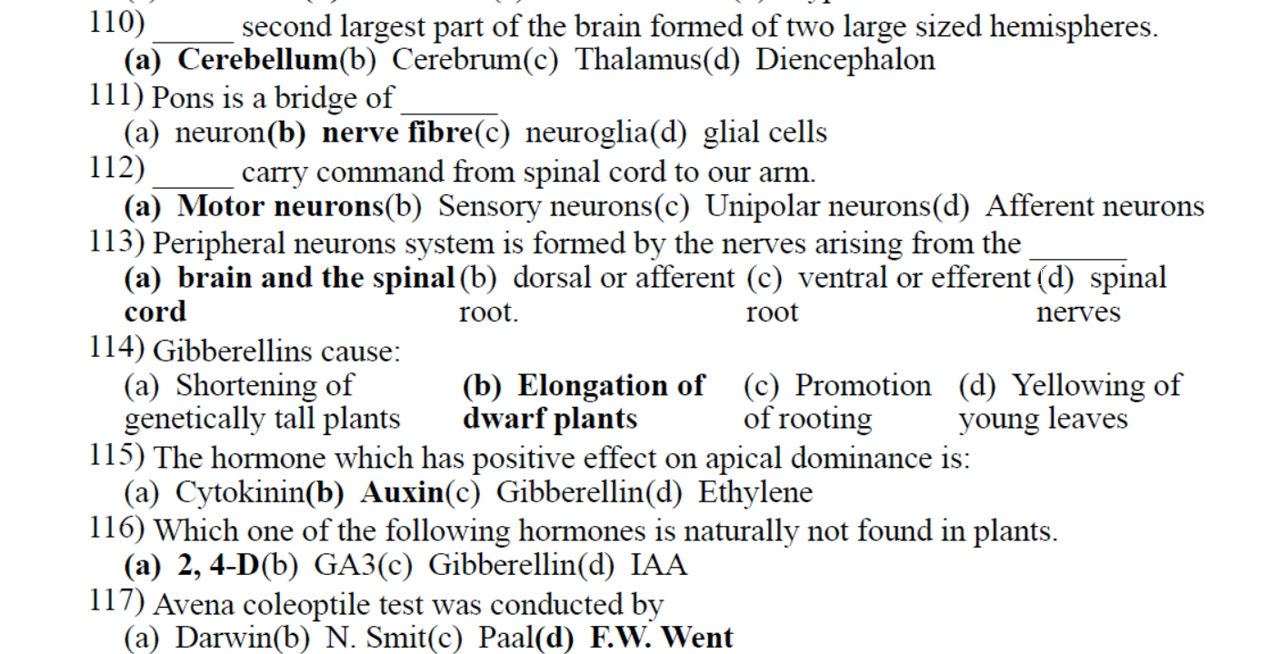 110) _____ second largest part of the brain formed of two large sized hemispheres.
(a) Cerebellum(b) Cerebrum(c) Thalamus(d) Diencephalon
111) Pons is a bridge of ______
(a) neuron(b) nerve fibre(c) neuroglia(d) glial cells
112) _____ carry command from spinal cord to our arm.
(a) Motor neurons(b) Sensory neurons(c) Unipolar neurons(d) Afferent neurons
113) Peripheral neurons system is formed by the nerves arising from the ______
(a) brain and the spinal (b) dorsal or afferent (c) ventral or efferent (d) spinal
cord root. root nerves
114) Gibberellins cause:
(a) Shortening of (b) Elongation of (c) Promotion (d) Yellowing of
genetically tall plants dwarf plants of rooting young leaves
115) The hormone which has positive effect on apical dominance is:
(a) Cytokinin(b) Auxin(c) Gibberellin(d) Ethylene
116) Which one of the following hormones is naturally not found in plants.
(a) 2, 4-D(b) GA3(c) Gibberellin(d) IAA
117) Avena coleoptile test was conducted by
(a) Darwin(b) N. Smit(c) Paal(d) F.W. Went